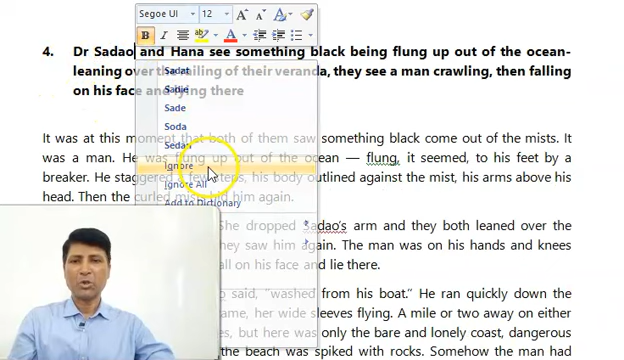 Segoe UI 12 A A
B I
4. Dr Sadao and Hana see something black being flung up out of the ocean-
leaning over the railing of their veranda, they see a man crawling, then falling
on his face and lying there
Sadat
Sadie
Sade
Soda
Sedan
Ignore
Ignore All
Add to Dictionary
It was at this moment that both of them saw something black come out of the mists. It
was a man. He was flung up out of the ocean — flung, it seemed, to his feet by a
breaker. He staggered a few steps, his body outlined against the mist, his arms above his
head. Then the curled mists hid him again.
She dropped Sadao's arm and they both leaned over the
they saw him again. The man was on his hands and knees
all on his face and lie there.
said, "washed from his boat." He ran quickly down the
ame, her wide sleeves flying. A mile or two away on either
es, but here was only the bare and lonely coast, dangerous
the beach was spiked with rocks. Somehow the man had